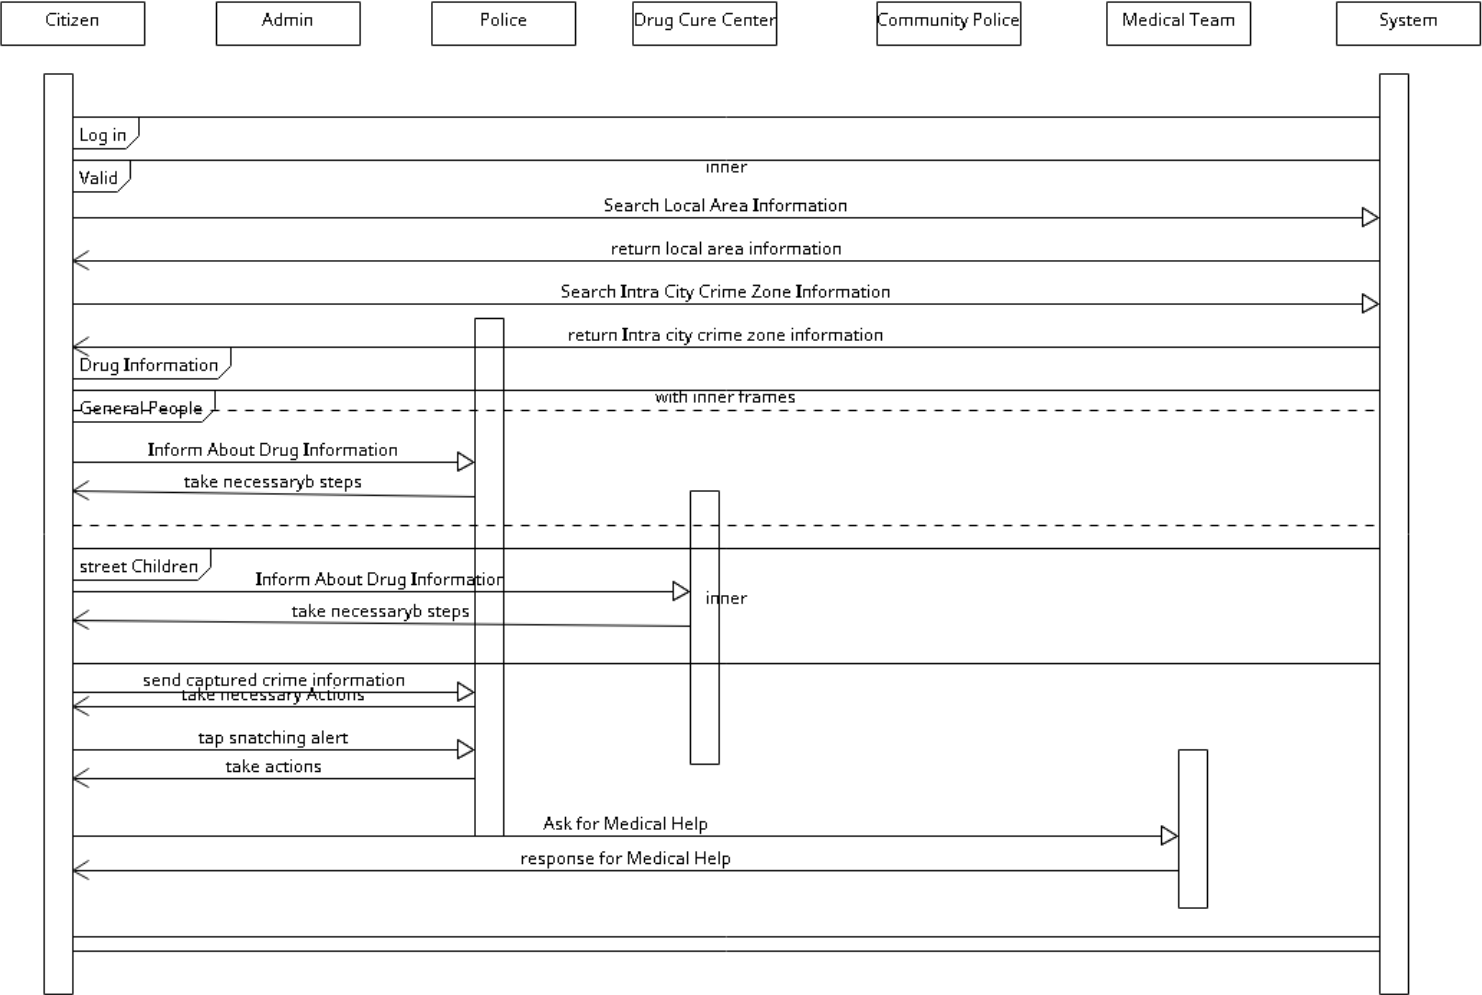 Citizen
Admin
Police
Drug Cure Center
Community Police
Medical Team
System
Log in
inner
Valid
Search Local Area Information
return local area information
Search Intra City Crime Zone Information
return Intra city crime zone information
Drug Information
with inner frames
General People
Inform About Drug Information
take necessaryb steps
street Children
Inform About Drug Information
inner
take necessaryb steps
send captured crime information
take necessary Actions
tap snatching alert
take actions
Ask for Medical Help
response for Medical Help